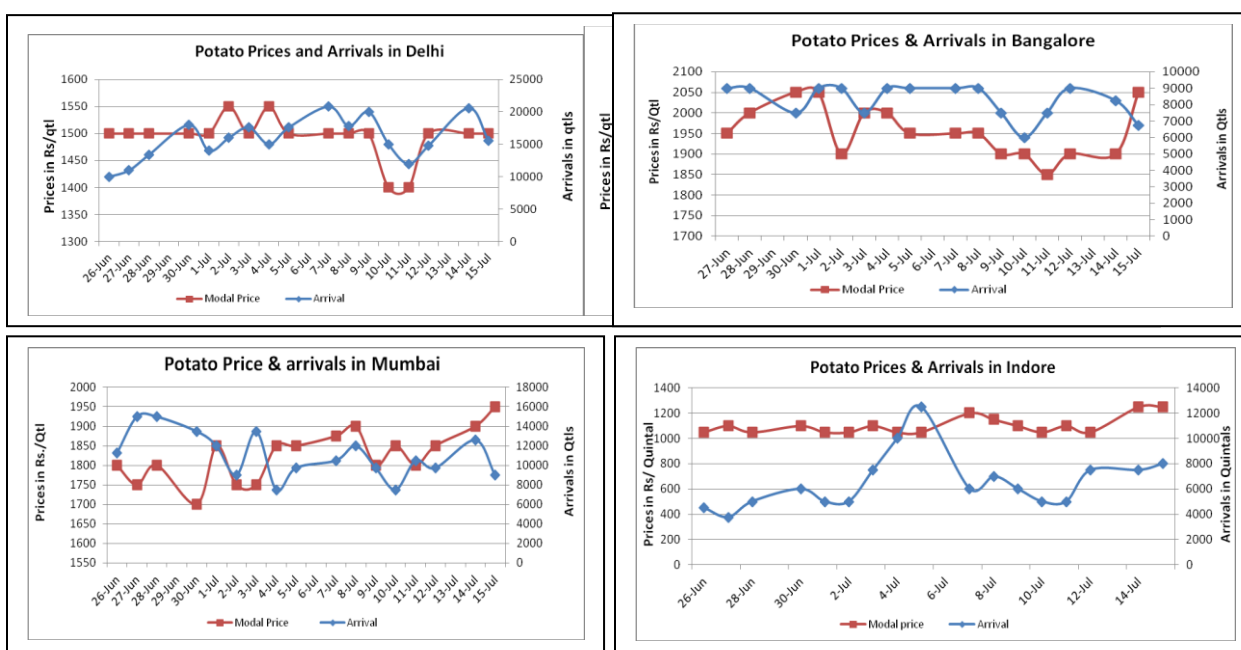 Potato Prices and Arrivals in Delhi
Prices in Rs/qtl
1600
1550
1500
1450
1400
1350
1300
25000
20000
15000
10000
5000
0
Arrivals in qtls
26-Jun
27-Jun
28-Jun
29-Jun
30-Jun
1-Jul
2-Jul
3-Jul
4-Jul
5-Jul
6-Jul
7-Jul
8-Jul
9-Jul
10-Jul
11-Jul
12-Jul
13-Jul
14-Jul
15-Jul
Modal Price
Arrival
Prices in Rs/qtl
Potato Prices & Arrivals in Bangalore
Prices in Rs/Qtl
2100
2050
2000
1950
1900
1850
1800
1750
1700
10000
9000
8000
7000
6000
5000
4000
3000
2000
1000
0
Arrivals in Qtls
27-Jun
28-Jun
29-Jun
30-Jun
1-Jul
2-Jul
3-Jul
4-Jul
5-Jul
6-Jul
7-Jul
8-Jul
9-Jul
10-Jul
11-Jul
12-Jul
13-Jul
14-Jul
15-Jul
Modal Price
Arrival
Potato Price & arrivals in Mumbai
Prices in Rs,/Qtl
2000
1950
1900
1850
1800
1750
1700
1650
1600
1550
18000
16000
14000
12000
10000
8000
6000
4000
2000
0
Arrivals in Qtls
26-Jun
27-Jun
28-Jun
29-Jun
30-Jun
1-Jul
2-Jul
3-Jul
4-Jul
5-Jul
6-Jul
7-Jul
8-Jul
9-Jul
10-Jul
11-Jul
12-Jul
13-Jul
14-Jul
15-Jul
Modal Price
Arrival
Potato Prices & Arrivals in Indore
Prices in Rs/ Quintal
1400
1200
1000
800
600
400
200
0
14000
12000
10000
8000
6000
4000
2000
0
Arrivals in Quintals
26-Jun
28-Jun
30-Jun
2-Jul
4-Jul
6-Jul
8-Jul
10-Jul
12-Jul
14-Jul
Modal price
Arrival